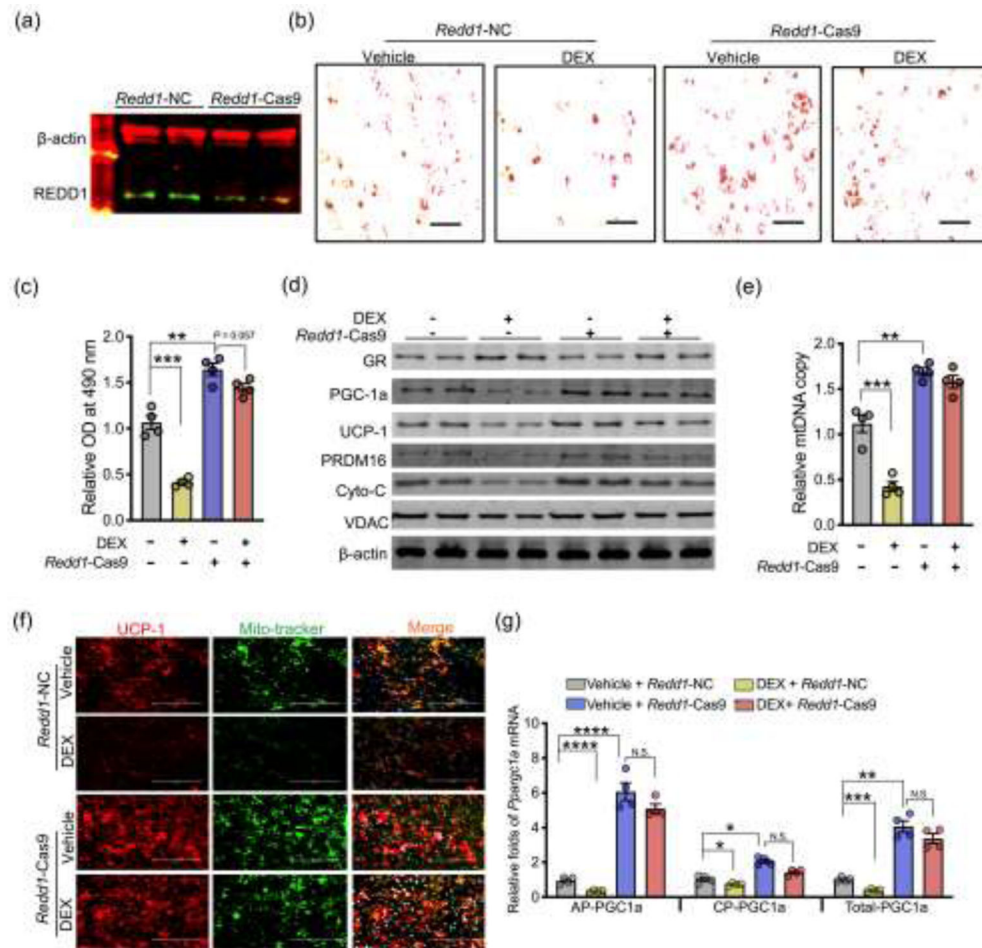 (a)
Redd1-NC Redd1-Cas9
β-actin
REDD1
(b)
Redd1-NC Redd1-Cas9
Vehicle DEX Vehicle DEX
(c)
Relative OD at 490 nm
2.0
1.5
1.0
0.5
0.0
***
**
P = 0.057
DEX - + - +
Redd1-Cas9 - - + +
(d)
DEX - + - +
Redd1-Cas9 - - + +
GR
PGC-1a
UCP-1
PRDM16
Cyto-C
VDAC
β-actin
(e)
Relative mtDNA copy
2.0
1.5
1.0
0.5
0.0
**
***
DEX - + - +
Redd1-Cas9 - - + +
(f)
UCP-1 Mito-tracker Merge
Redd1-NC
Vehicle
DEX
Redd1-Cas9
Vehicle
DEX
(g)
Vehicle + Redd1-NC DEX + Redd1-NC
Vehicle + Redd1-Cas9 DEX+ Redd1-Cas9
Relative folds of Ppargc1a mRNA
10
8
6
4
2
0
****
****
N.S.
*
*
N.S.
**
***
N.S
AP-PGC1a CP-PGC1a Total-PGC1a